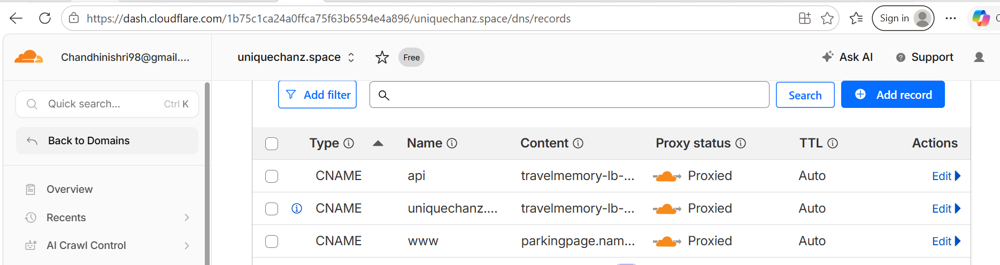 https://dash.cloudflare.com/1b75c1ca24a0ffca75f63b6594e4a896/uniquechanz.space/dns/records
Sign in
Chandhinishri98@gmail....
uniquechanz.space
Free
Ask AI
Support
Quick search...
Ctrl K
Back to Domains
Overview
Recents
AI Crawl Control
Add filter
Search
Add record
Type Name Content Proxy status TTL Actions
CNAME api travelmemory-lb-... Proxied Auto Edit
CNAME uniquechanz.... travelmemory-lb-... Proxied Auto Edit
CNAME www parkingpage.nam... Proxied Auto Edit